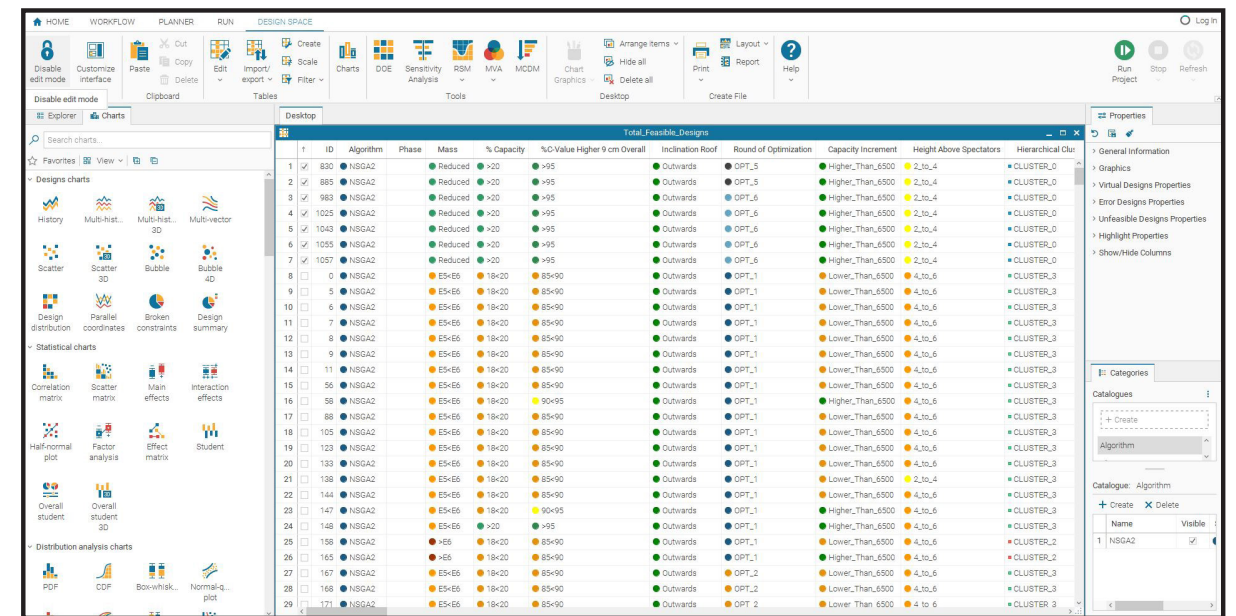 HOME WORKFLOW PLANNER RUN DESIGN SPACE Log In
Disable edit mode
Customize interface
Paste
Cut
Copy
Delete
Clipboard
Edit
Import/ export
Create
Scale
Filter
Tables
Charts
DOE
Sensitivity Analysis
RSM
MVA
MCDM
Tools
Chart Graphics
Arrange items
Hide all
Delete all
Desktop
Print
Layout
Report
Create File
Help
Run Project
Stop
Refresh
Disable edit mode
Explorer Charts
Search charts...
Favorites View
Designs charts
History Multi-hist... Multi-hist... 3D Multi-vector
Scatter Scatter 3D Bubble Bubble 4D
Design distribution Parallel coordinates Broken constraints Design summary
Statistical charts
Correlation matrix Scatter matrix Main effects Interaction effects
Half-normal plot Factor analysis Effect matrix Student
Overall student Overall student 3D
Distribution analysis charts
PDF CDF Box-whisk... Normal-q... plot
Desktop
Total_Feasible_Designs
ID Algorithm Phase Mass % Capacity %C-Value Higher 9 cm Overall Inclination Roof Round of Optimization Capacity Increment Height Above Spectators Hierarchical Clus
1 830 NSGA2 Reduced >20 >95 Outwards OPT_5 Higher_Than_6500 2_to_4 CLUSTER_0
2 885 NSGA2 Reduced >20 >95 Outwards OPT_5 Higher_Than_6500 2_to_4 CLUSTER_0
3 983 NSGA2 Reduced >20 >95 Outwards OPT_6 Higher_Than_6500 2_to_4 CLUSTER_0
4 1025 NSGA2 Reduced >20 >95 Outwards OPT_6 Higher_Than_6500 2_to_4 CLUSTER_0
5 1043 NSGA2 Reduced >20 >95 Outwards OPT_6 Higher_Than_6500 2_to_4 CLUSTER_0
6 1055 NSGA2 Reduced >20 >95 Outwards OPT_6 Higher_Than_6500 2_to_4 CLUSTER_0
7 1057 NSGA2 Reduced >20 >95 Outwards OPT_6 Higher_Than_6500 2_to_4 CLUSTER_0
8 0 NSGA2 E5<E6 18<20 85<90 Outwards OPT_1 Lower_Than_6500 4_to_6 CLUSTER_3
9 5 NSGA2 E5<E6 18<20 85<90 Outwards OPT_1 Lower_Than_6500 4_to_6 CLUSTER_3
10 6 NSGA2 E5<E6 18<20 85<90 Outwards OPT_1 Lower_Than_6500 4_to_6 CLUSTER_3
11 7 NSGA2 E5<E6 18<20 85<90 Outwards OPT_1 Lower_Than_6500 4_to_6 CLUSTER_3
12 8 NSGA2 E5<E6 18<20 85<90 Outwards OPT_1 Lower_Than_6500 4_to_6 CLUSTER_3
13 9 NSGA2 E5<E6 18<20 85<90 Outwards OPT_1 Lower_Than_6500 4_to_6 CLUSTER_3
14 11 NSGA2 E5<E6 18<20 85<90 Outwards OPT_1 Lower_Than_6500 4_to_6 CLUSTER_3
15 56 NSGA2 E5<E6 18<20 85<90 Outwards OPT_1 Lower_Than_6500 4_to_6 CLUSTER_3
16 58 NSGA2 E5<E6 18<20 90<95 Outwards OPT_1 Higher_Than_6500 4_to_6 CLUSTER_3
17 88 NSGA2 E5<E6 18<20 85<90 Outwards OPT_1 Lower_Than_6500 4_to_6 CLUSTER_3
18 105 NSGA2 E5<E6 18<20 85<90 Outwards OPT_1 Lower_Than_6500 4_to_6 CLUSTER_3
19 123 NSGA2 E5<E6 18<20 85<90 Outwards OPT_1 Lower_Than_6500 4_to_6 CLUSTER_3
20 133 NSGA2 E5<E6 18<20 85<90 Outwards OPT_1 Lower_Than_6500 4_to_6 CLUSTER_3
21 138 NSGA2 E5<E6 18<20 85<90 Outwards OPT_1 Lower_Than_6500 2_to_4 CLUSTER_3
22 144 NSGA2 E5<E6 18<20 85<90 Outwards OPT_1 Lower_Than_6500 4_to_6 CLUSTER_3
23 147 NSGA2 E5<E6 18<20 90<95 Outwards OPT_1 Higher_Than_6500 4_to_6 CLUSTER_3
24 148 NSGA2 E5<E6 >20 >95 Outwards OPT_1 Higher_Than_6500 4_to_6 CLUSTER_3
25 158 NSGA2 >E6 18<20 85<90 Outwards OPT_1 Lower_Than_6500 4_to_6 CLUSTER_2
26 165 NSGA2 >E6 18<20 85<90 Outwards OPT_1 Higher_Than_6500 4_to_6 CLUSTER_2
27 167 NSGA2 E5<E6 18<20 85<90 Outwards OPT_2 Lower_Than_6500 4_to_6 CLUSTER_3
28 168 NSGA2 E5<E6 18<20 85<90 Outwards OPT_2 Lower_Than_6500 4_to_6 CLUSTER_3
29 171 NSGA2 E5<E6 18<20 85<90 Outwards OPT_2 Lower_Than_6500 4_to_6 CLUSTER_3
Properties
General Information
Graphics
Virtual Designs Properties
Error Designs Properties
Unfeasible Designs Properties
Highlight Properties
Show/Hide Columns
Categories
Catalogues
+ Create
Algorithm
Catalogue: Algorithm
+ Create Delete
Name Visible
1 NSGA2